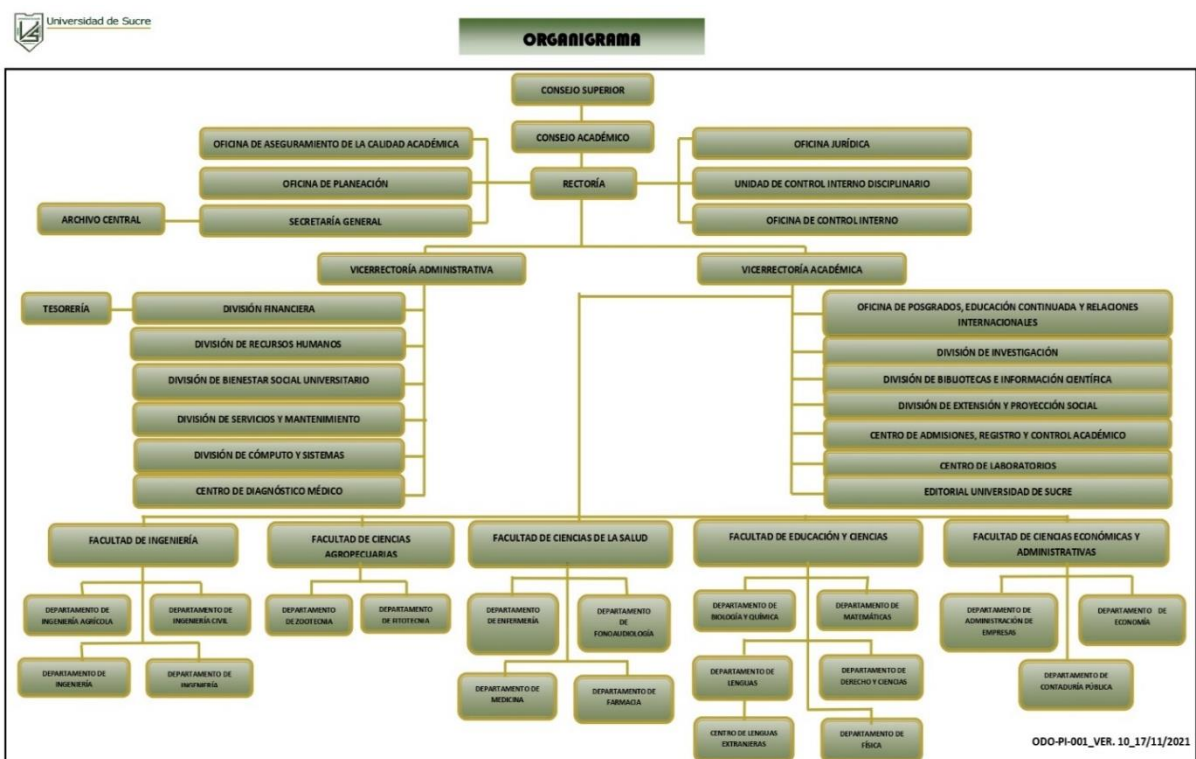 Universidad de Sucre
ORGANIGRAMA
CONSEJO SUPERIOR
CONSEJO ACADÉMICO
OFICINA DE ASEGURAMIENTO DE LA CALIDAD ACADÉMICA
OFICINA JURÍDICA
OFICINA DE PLANEACIÓN
RECTORÍA
UNIDAD DE CONTROL INTERNO DISCIPLINARIO
ARCHIVO CENTRAL
SECRETARÍA GENERAL
OFICINA DE CONTROL INTERNO
VICERRECTORÍA ADMINISTRATIVA
VICERRECTORÍA ACADÉMICA
TESORERÍA
DIVISIÓN FINANCIERA
DIVISIÓN DE RECURSOS HUMANOS
DIVISIÓN DE BIENESTAR SOCIAL UNIVERSITARIO
DIVISIÓN DE SERVICIOS Y MANTENIMIENTO
DIVISIÓN DE CÓMPUTO Y SISTEMAS
CENTRO DE DIAGNÓSTICO MÉDICO
OFICINA DE POSGRADOS, EDUCACIÓN CONTINUADA Y RELACIONES
INTERNACIONALES
DIVISIÓN DE INVESTIGACIÓN
DIVISIÓN DE BIBLIOTECAS E INFORMACIÓN CIENTÍFICA
DIVISIÓN DE EXTENSIÓN Y PROYECCIÓN SOCIAL
CENTRO DE ADMISIONES, REGISTRO Y CONTROL ACADÉMICO
CENTRO DE LABORATORIOS
EDITORIAL UNIVERSIDAD DE SUCRE
FACULTAD DE INGENIERÍA
DEPARTAMENTO DE
INGENIERÍA AGRÍCOLA
DEPARTAMENTO DE
INGENIERÍA CIVIL
DEPARTAMENTO DE
INGENIERÍA
DEPARTAMENTO DE
INGENIERÍA
FACULTAD DE CIENCIAS
AGROPECUARIAS
DEPARTAMENTO
DE ZOOTECNIA
DEPARTAMENTO
DE FITOTECNIA
FACULTAD DE CIENCIAS DE LA SALUD
DEPARTAMENTO
DE ENFERMERÍA
DEPARTAMENTO
DE
FONOAUDIOLOGÍA
DEPARTAMENTO DE
MEDICINA
DEPARTAMENTO DE
FARMACIA
FACULTAD DE EDUCACIÓN Y CIENCIAS
DEPARTAMENTO DE
BIOLOGÍA Y QUÍMICA
DEPARTAMENTO DE
MATEMÁTICAS
DEPARTAMENTO DE
LENGUAS
DEPARTAMENTO DE
DERECHO Y CIENCIAS
CENTRO DE LENGUAS
EXTRANJERAS
DEPARTAMENTO DE
FÍSICA
FACULTAD DE CIENCIAS ECONÓMICAS Y
ADMINISTRATIVAS
DEPARTAMENTO DE
ADMINISTRACIÓN DE
EMPRESAS
DEPARTAMENTO DE
ECONOMÍA
DEPARTAMENTO DE
CONTADURÍA PÚBLICA
ODO-PI-001_VER. 10_17/11/2021